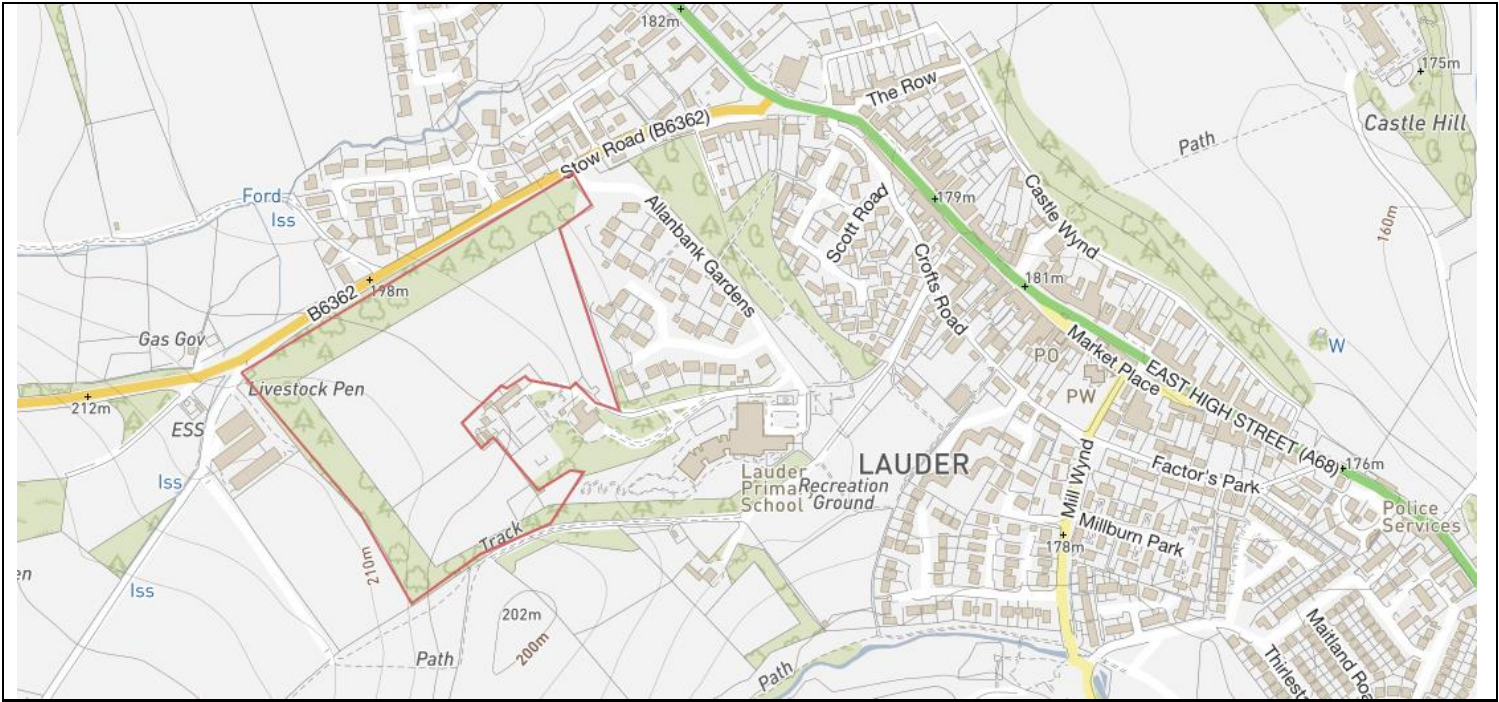 182m
175m
The Row
Castle Hill
Stow Road (B6362)
Path
Ford
Iss
Allanbank Gardens
Scott Road
179m
Castle Wynd
160m
Crofts Road
181m
B6362
198m
Gas Gov
Market Place
PO
W
EAST HIGH STREET (A68)
Livestock Pen
212m
ESS
PW
LAUDER
Mill Wynd
Factor's Park
176m
Lauder
Primary
School
Recreation
Ground
Iss
Police
Services
Track
Millburn Park
178m
210m
en
Iss
202m
200m
Path
Path
Maitland Roa
Thirlest